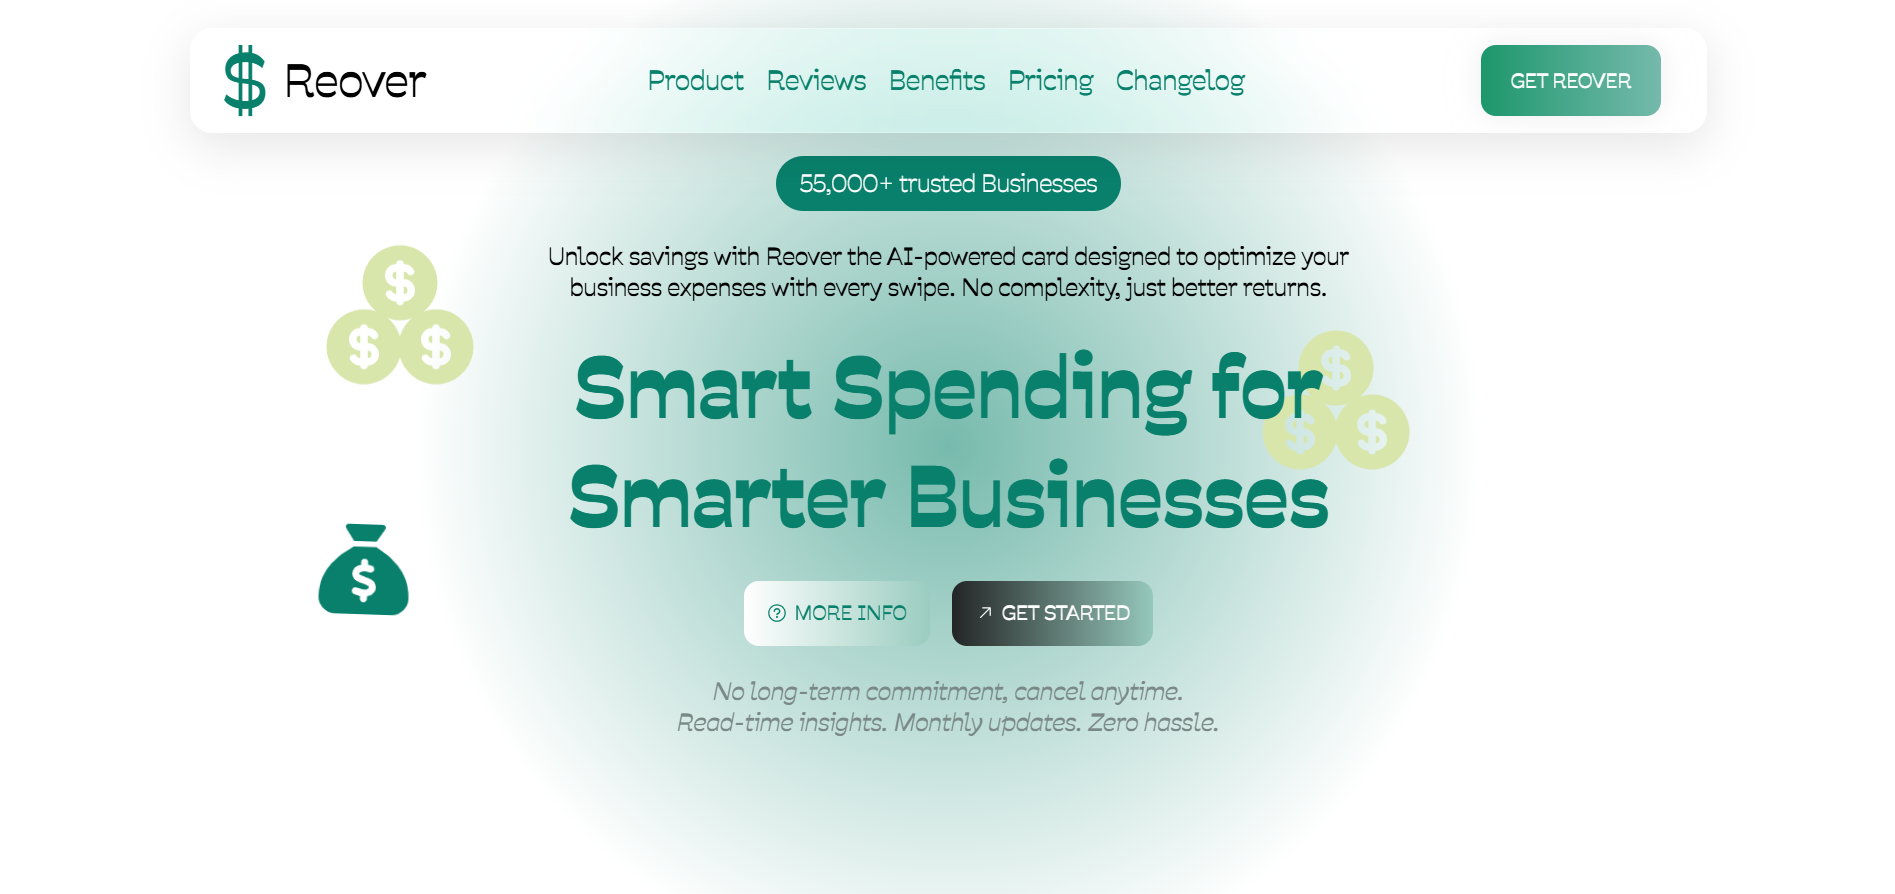 $ Reover
Product Reviews Benefits Pricing Changelog
GET REOVER
55,000+ trusted Businesses
Unlock savings with Reover the AI-powered card designed to optimize your
business expenses with every swipe. No complexity, just better returns.
$
$ $
Smart Spending for
$
$ $
Smarter Businesses
$
MORE INFO
GET STARTED
No long-term commitment, cancel anytime.
Read-time insights. Monthly updates. Zero hassle.